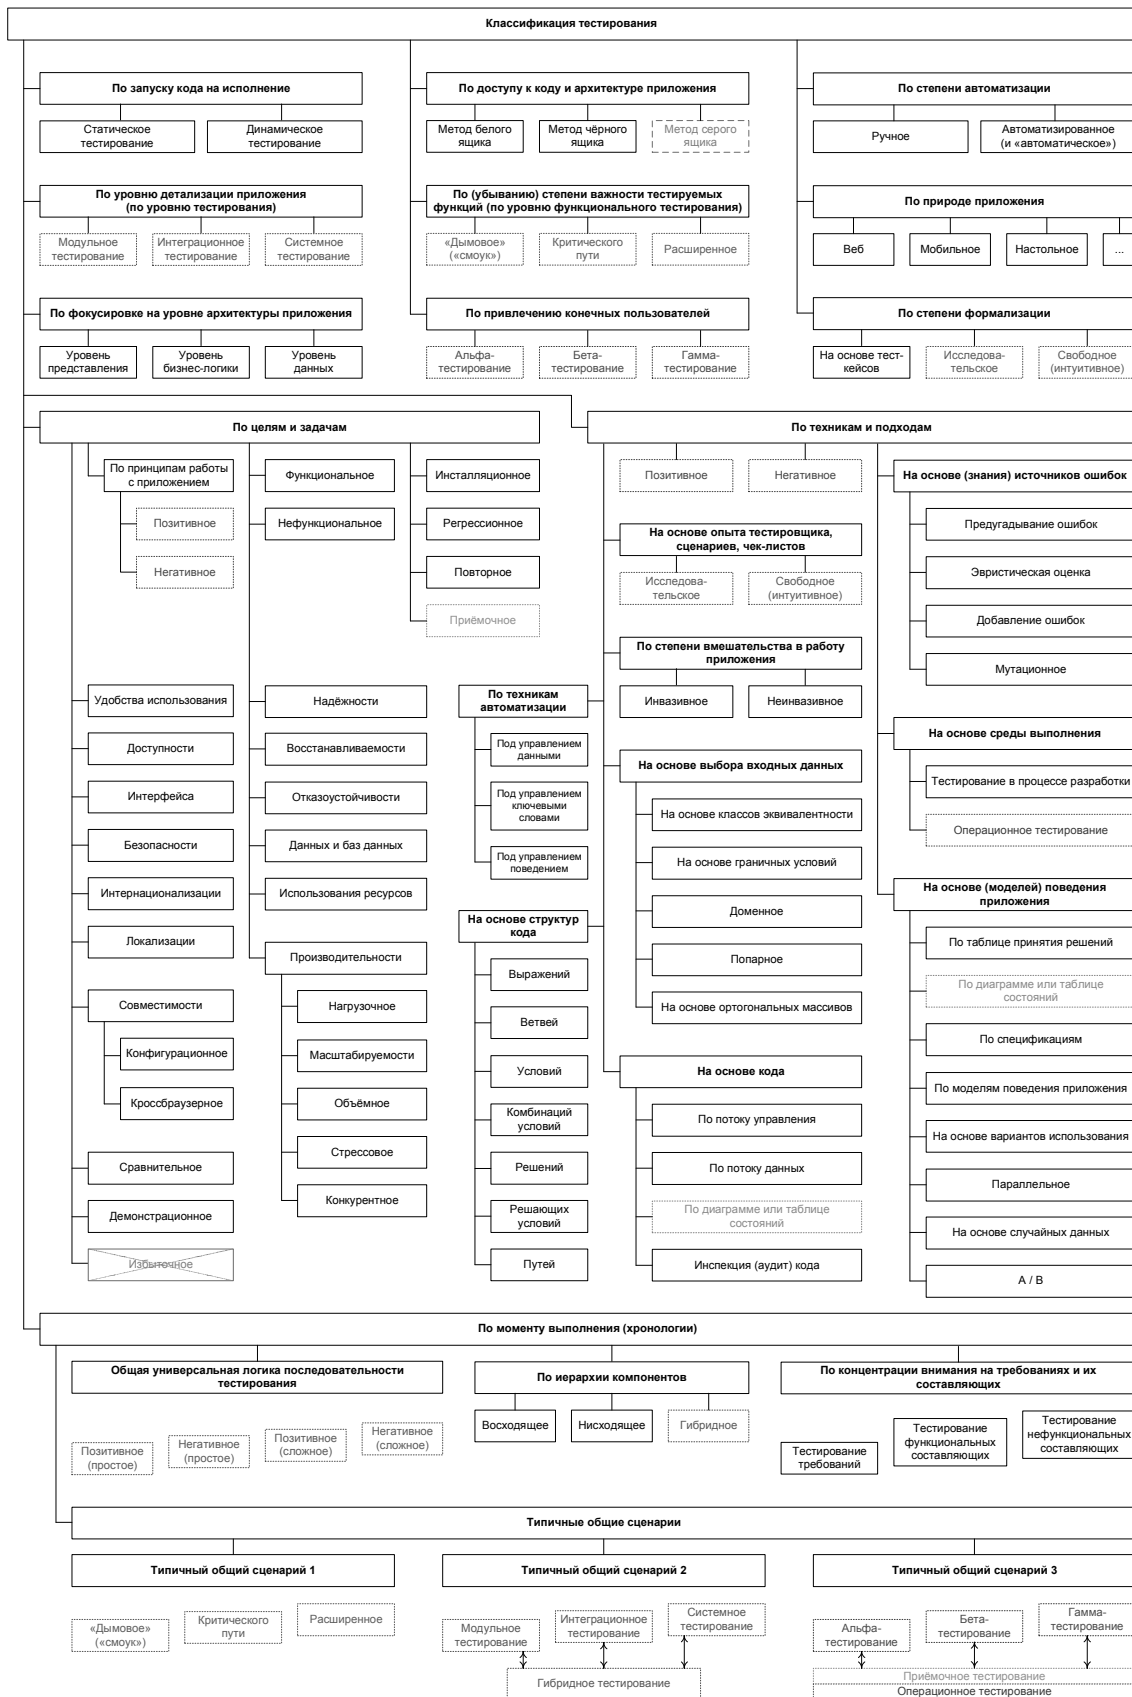 Классификация тестирования
По запуску кода на исполнение
Статическое
тестирование
Динамическое
тестирование
По доступу к коду и архитектуре приложения
Метод белого
ящика
Метод чёрного
ящика
Метод серого
ящика
По степени автоматизации
Ручное
Автоматизированное
(и «автоматическое»)
По уровню детализации приложения
(по уровню тестирования)
Модульное
тестирование
Интеграционное
тестирование
Системное
тестирование
По (убыванию) степени важности тестируемых
функций (по уровню функционального тестирования)
«Дымовое»
(«смоук»)
Критического
пути
Расширенное
По природе приложения
Веб
Мобильное
Настольное
...
По фокусировке на уровне архитектуры приложения
Уровень
представления
Уровень
бизнес-логики
Уровень
данных
По привлечению конечных пользователей
Альфа-
тестирование
Бета-
тестирование
Гамма-
тестирование
По степени формализации
На основе тест-
кейсов
Исследова-
тельское
Свободное
(интуитивное)
По целям и задачам
По принципам работы
с приложением
Позитивное
Негативное
Функциональное
Нефункциональное
Инсталляционное
Регрессионное
Повторное
Приёмочное
Удобства использования
Доступности
Интерфейса
Безопасности
Интернационализации
Локализации
Совместимости
Конфигурационное
Кроссбраузерное
Сравнительное
Демонстрационное
Избыточное
Надёжности
Восстанавливаемости
Отказоустойчивости
Данных и баз данных
Использования ресурсов
Производительности
Нагрузочное
Масштабируемости
Объёмное
Стрессовое
Конкурентное
По техникам и подходам
Позитивное
Негативное
На основе опыта тестировщика,
сценариев, чек-листов
Исследова-
тельское
Свободное
(интуитивное)
По степени вмешательства в работу
приложения
Инвазивное
Неинвазивное
По техникам
автоматизации
Под управлением
данными
Под управлением
ключевыми
словами
Под управлением
поведением
На основе выбора входных данных
На основе классов эквивалентности
На основе граничных условий
Доменное
Попарное
На основе ортогональных массивов
На основе структур
кода
Выражений
Ветвей
Условий
Комбинаций
условий
Решений
Решающих
условий
Путей
На основе кода
По потоку управления
По потоку данных
По диаграмме или таблице
состояний
Инспекция (аудит) кода
На основе (знания) источников ошибок
Предугадывание ошибок
Эвристическая оценка
Добавление ошибок
Мутационное
На основе среды выполнения
Тестирование в процессе разработки
Операционное тестирование
На основе (моделей) поведения
приложения
По таблице принятия решений
По диаграмме или таблице
состояний
По спецификациям
По моделям поведения приложения
На основе вариантов использования
Параллельное
На основе случайных данных
A / B
По моменту выполнения (хронологии)
Общая универсальная логика последовательности
тестирования
Позитивное
(простое)
Негативное
(простое)
Позитивное
(сложное)
Негативное
(сложное)
По иерархии компонентов
Восходящее
Нисходящее
Гибридное
По концентрации внимания на требованиях и их
составляющих
Тестирование
требований
Тестирование
функциональных
составляющих
Тестирование
нефункциональных
составляющих
Типичные общие сценарии
Типичный общий сценарий 1
«Дымовое»
(«смоук»)
Критического
пути
Расширенное
Типичный общий сценарий 2
Модульное
тестирование
Интеграционное
тестирование
Системное
тестирование
Гибридное тестирование
Типичный общий сценарий 3
Альфа-
тестирование
Бета-
тестирование
Гамма-
тестирование
Приёмочное тестирование
Операционное тестирование